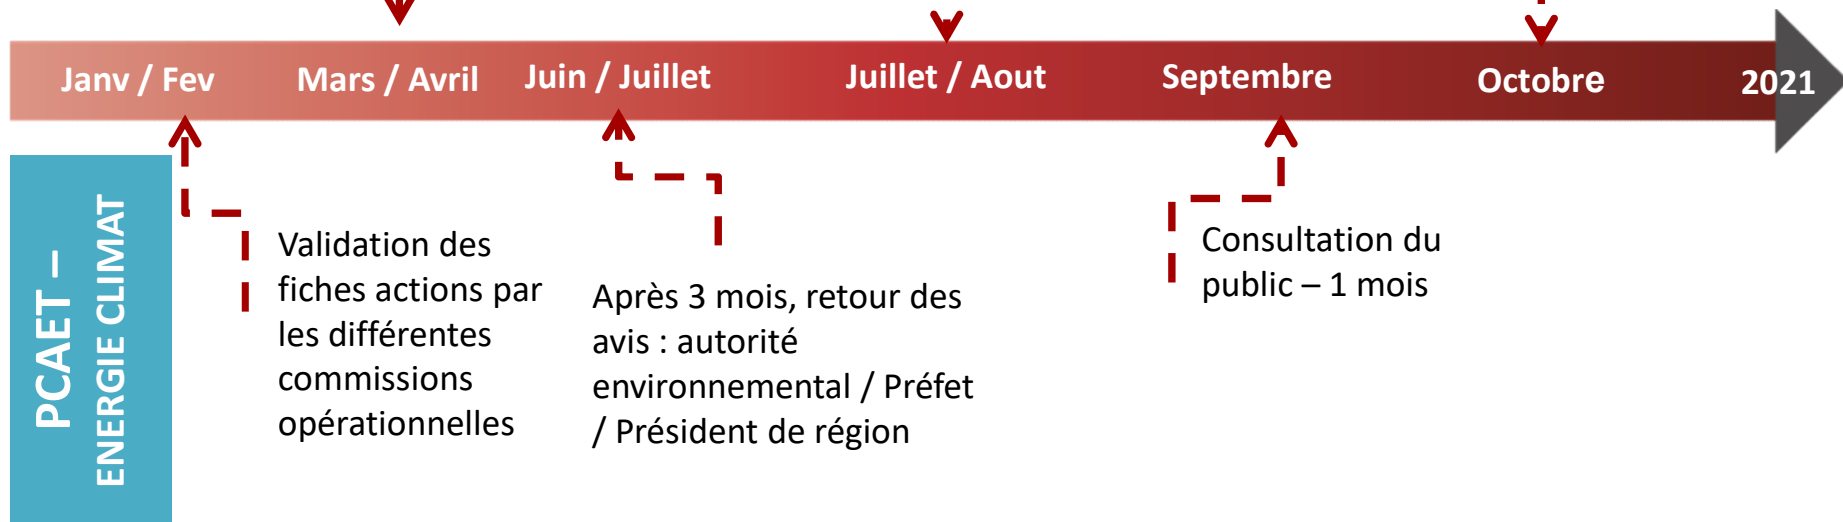 Janv / Fev
Mars / Avril
Juin / Juillet
Juillet / Aout
Septembre
Octobre
2021
PCAET –
ENERGIE CLIMAT
Validation des
fiches actions par
les différentes
commissions
opérationnelles
Après 3 mois, retour des
avis : autorité
environnemental / Préfet
/ Président de région
Consultation du
public – 1 mois